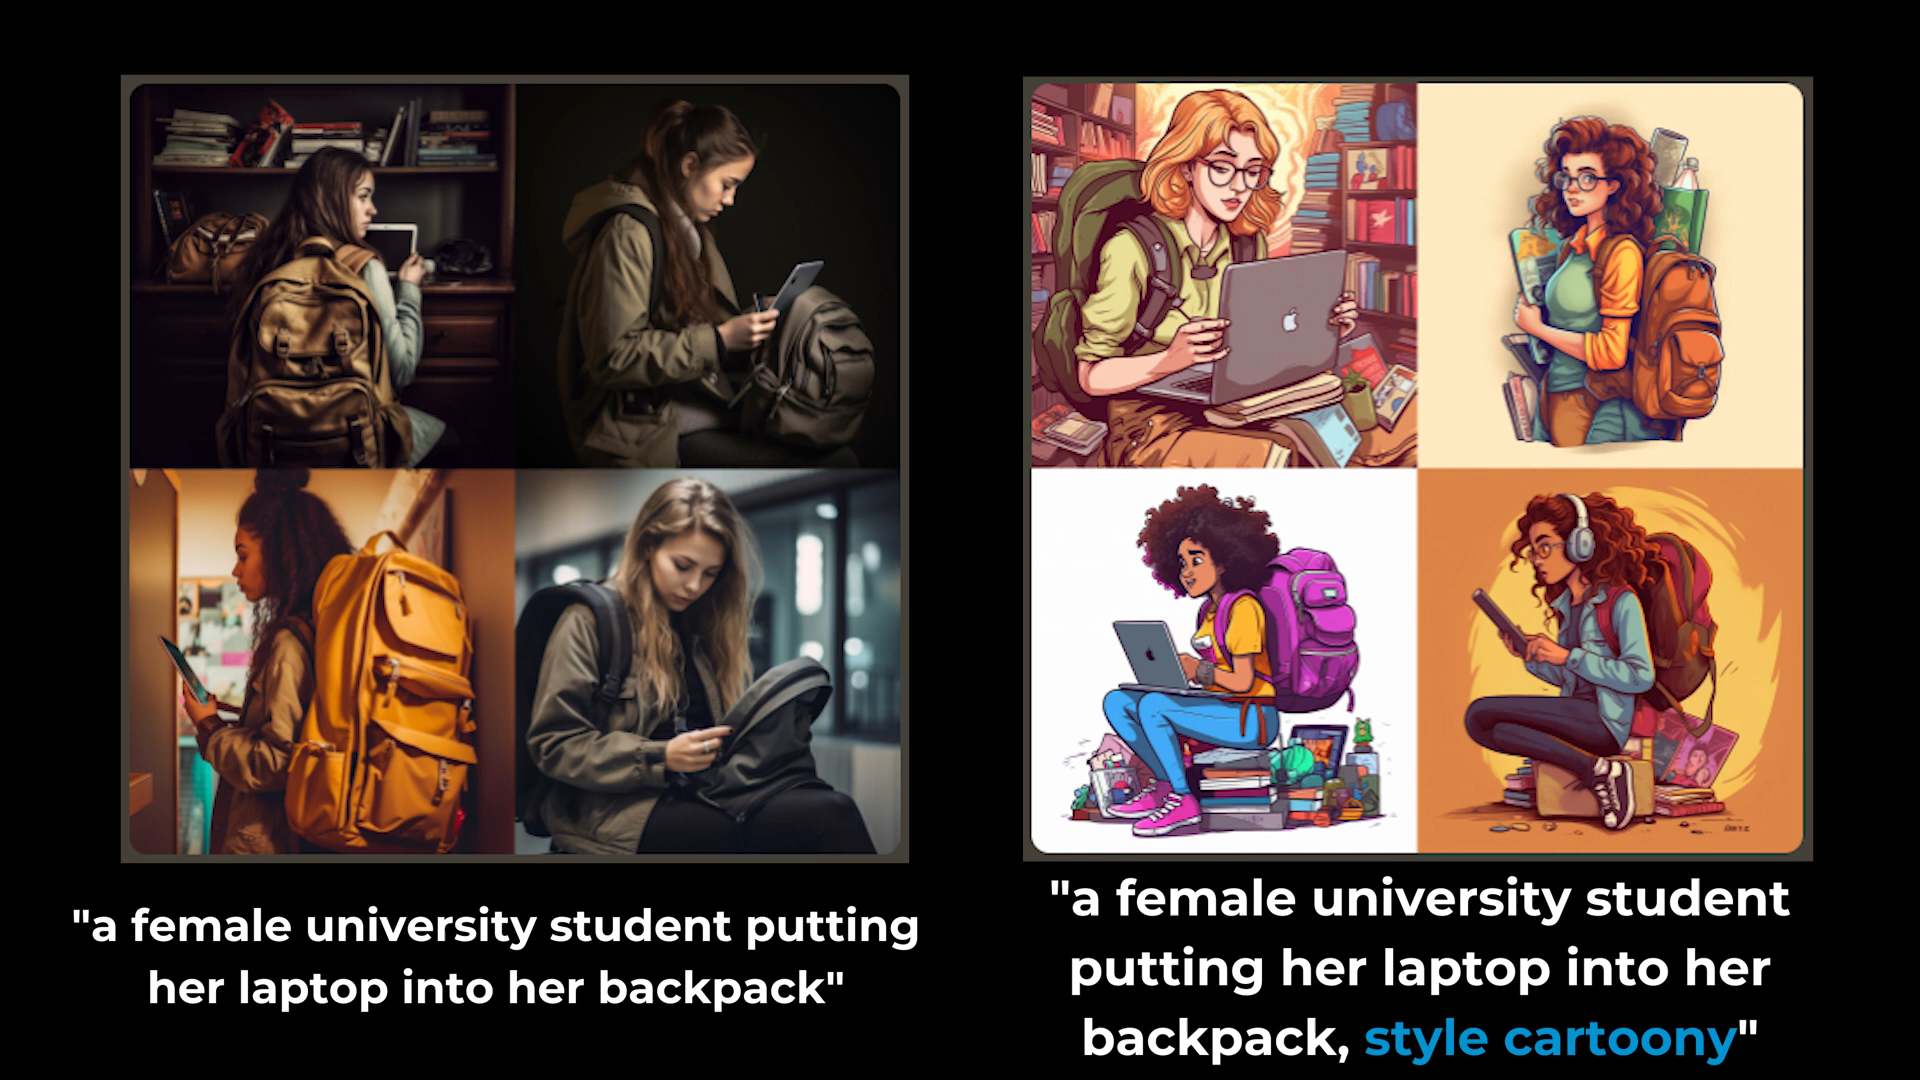 "a female university student putting
her laptop into her backpack"
"a female university student
putting her laptop into her
backpack, style cartoony"